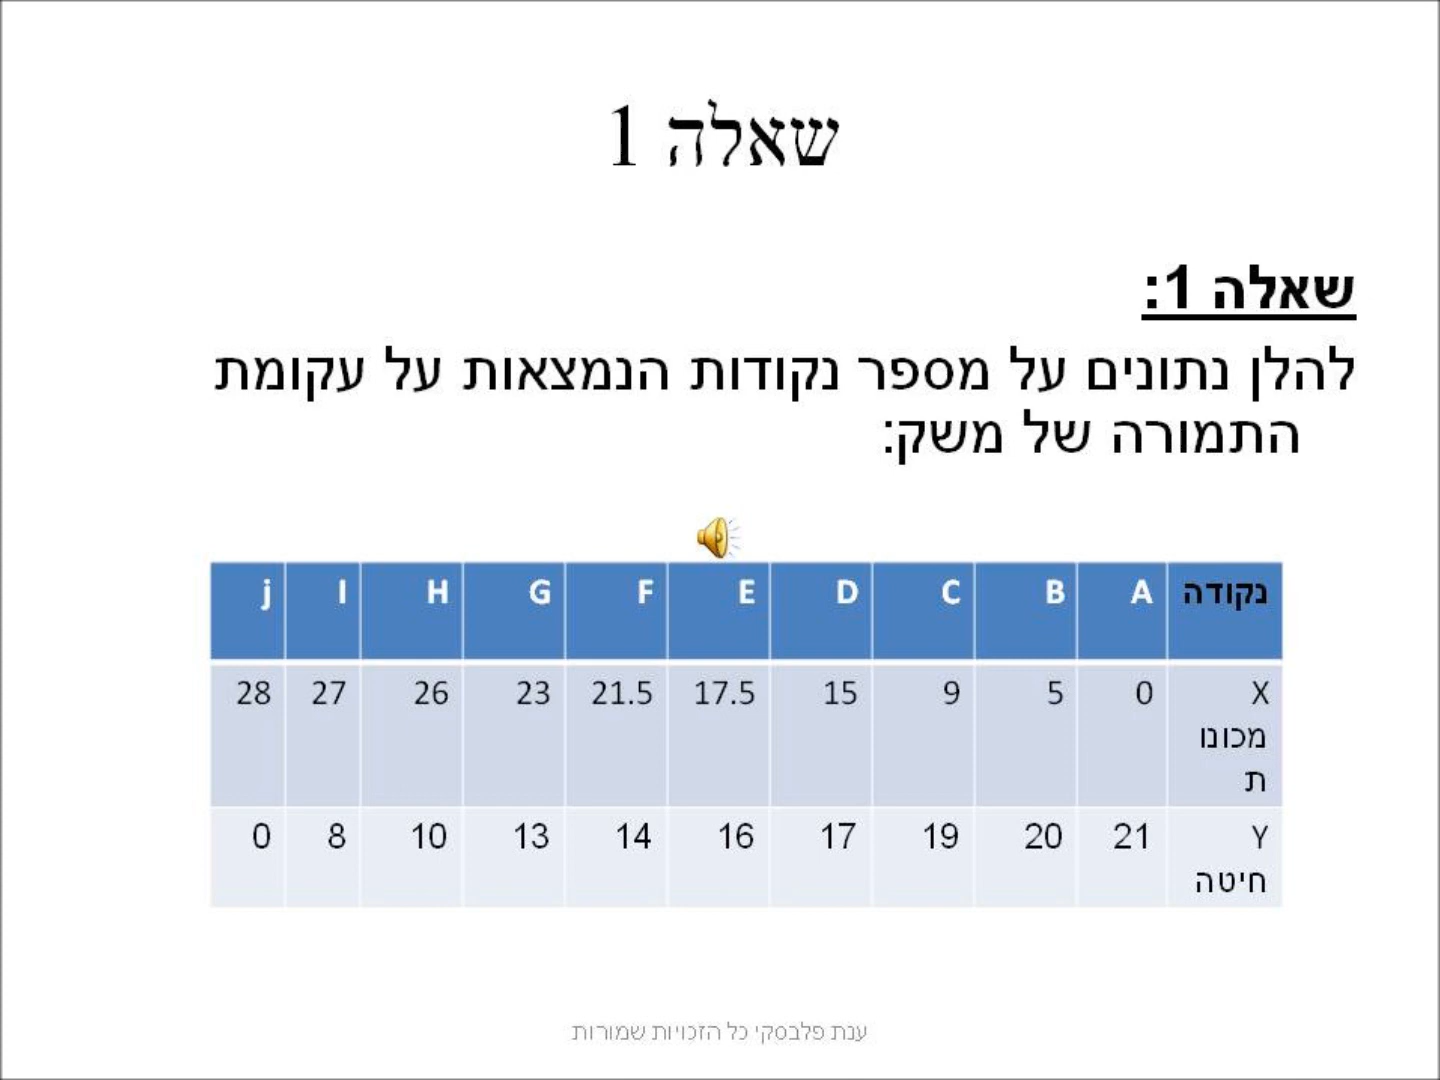 שאלה 1
שאלה 1:
להלן נתונים על מספר נקודות הנמצאות על עקומת
התמורה של משק:
נקודה A B C D E F G H I j
X 0 5 9 15 17.5 21.5 23 26 27 28
מכונו
ת
Y 21 20 19 17 16 14 13 10 8 0
חיטה
ענת פלבסקי כל הזכויות שמורות